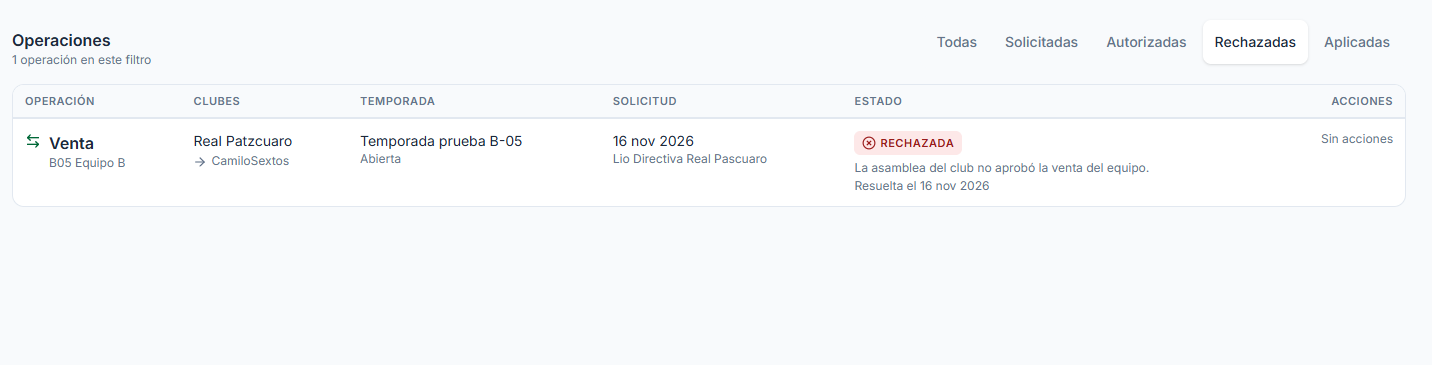 Operaciones
1 operación en este filtro
Todas
Solicitadas
Autorizadas
Rechazadas
Aplicadas
OPERACIÓN
CLUBES
TEMPORADA
SOLICITUD
ESTADO
ACCIONES
Venta
B05 Equipo B
Real Patzcuaro
→ CamiloSextos
Temporada prueba B-05
Abierta
16 nov 2026
Lio Directiva Real Pascuaro
RECHAZADA
La asamblea del club no aprobó la venta del equipo.
Resuelta el 16 nov 2026
Sin acciones